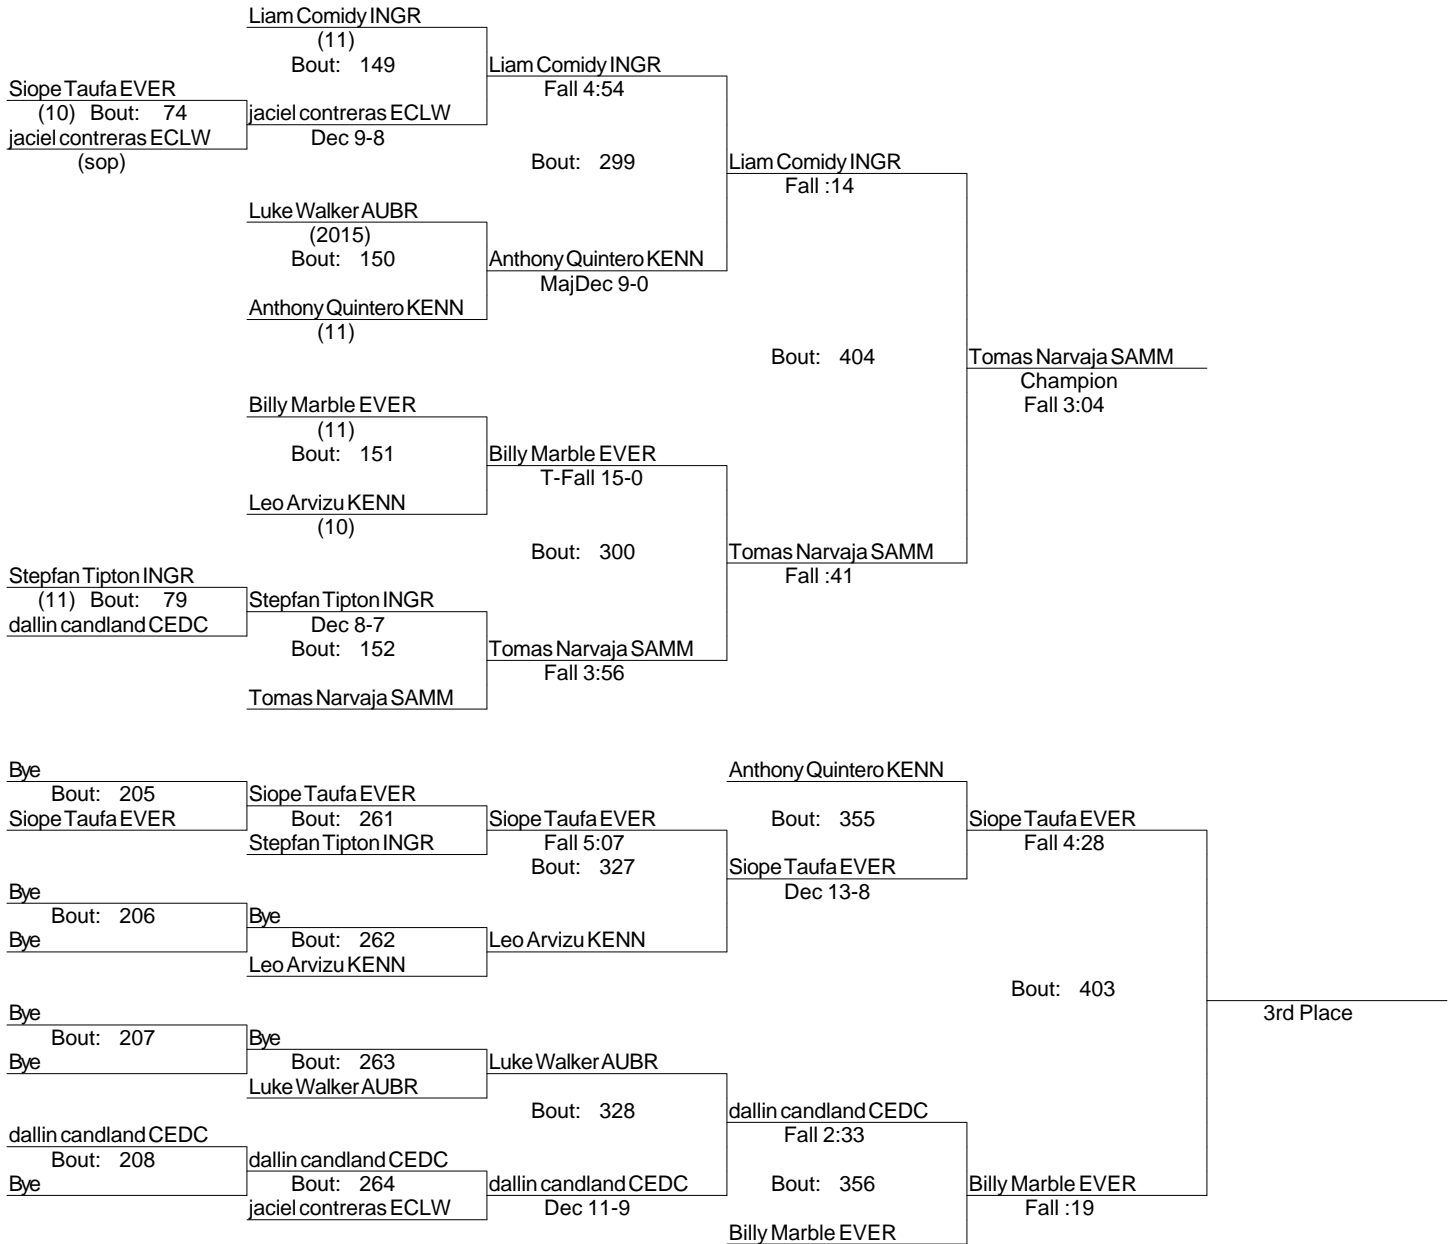 Liam Comidy INGR
(11)
Bout: 149
Liam Comidy INGR
Siope Taufa EVER
Fall 4:54
(10) Bout: 74
jaciel contreras ECLW
jaciel contreras ECLW
Dec 9-8
(sop)
Bout: 299
Liam Comidy INGR
Fall :14
Luke Walker AUBR
(2015)
Bout: 150
Anthony Quintero KENN
MajDec 9-0
Anthony Quintero KENN
(11)
Bout: 404
Tomas Narvaja SAMM
Champion
Fall 3:04
Billy Marble EVER
(11)
Bout: 151
Billy Marble EVER
T-Fall 15-0
Leo Arvizu KENN
(10)
Bout: 300
Tomas Narvaja SAMM
Fall :41
Stepfan Tipton INGR
(11) Bout: 79
Stepfan Tipton INGR
dallin candland CEDC
Dec 8-7
Bout: 152
Tomas Narvaja SAMM
Fall 3:56
Tomas Narvaja SAMM
Bye
Anthony Quintero KENN
Bout: 205
Siope Taufa EVER
Siope Taufa EVER
Bout: 261
Siope Taufa EVER
Bout: 355
Siope Taufa EVER
Stepfan Tipton INGR
Fall 5:07
Fall 4:28
Bout: 327
Siope Taufa EVER
Dec 13-8
Bye
Bout: 206
Bye
Bye
Bout: 262
Leo Arvizu KENN
Leo Arvizu KENN
Bout: 403
3rd Place
Bye
Bout: 207
Bye
Bye
Bout: 263
Luke Walker AUBR
Luke Walker AUBR
Bout: 328
dallin candland CEDC
Fall 2:33
dallin candland CEDC
Bout: 208
dallin candland CEDC
Bye
Bout: 264
dallin candland CEDC
Bout: 356
Billy Marble EVER
jaciel contreras ECLW
Dec 11-9
Fall :19
Billy Marble EVER